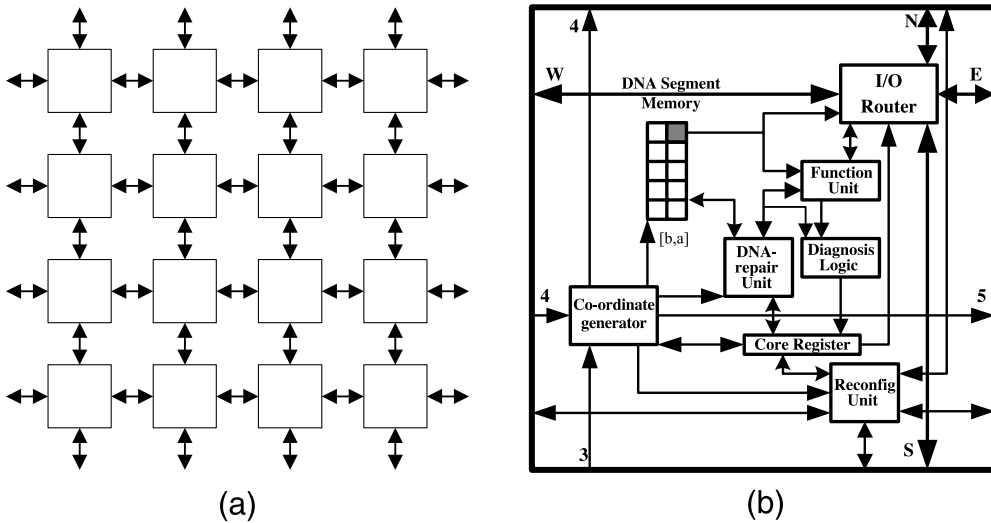 4
N
W
DNA Segment
Memory
I/O
Router
E
Function
Unit
[b,a]
DNA-
repair
Unit
Diagnosis
Logic
4
Co-ordinate
generator
5
Core Register
Reconfig
Unit
3
S
(a)
(b)